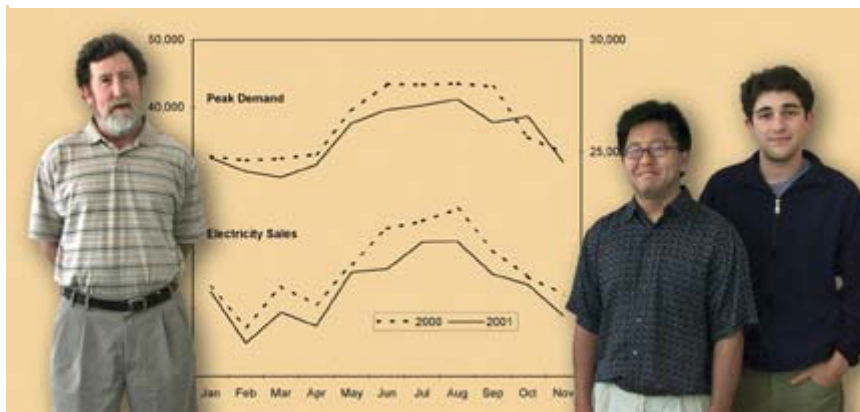 50,000
30,000
Peak Demand
40,000
25,000
Electricity Sales
2000 2001
Jan Feb Mar Apr May Jun Jul Aug Sep Oct Nov